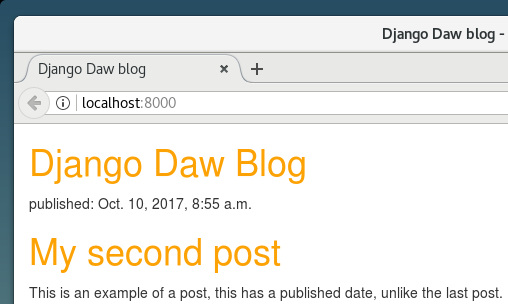 Django Daw blog -
Django Daw blog
localhost:8000
Django Daw Blog
published: Oct. 10, 2017, 8:55 a.m.
My second post
This is an example of a post, this has a published date, unlike the last post.